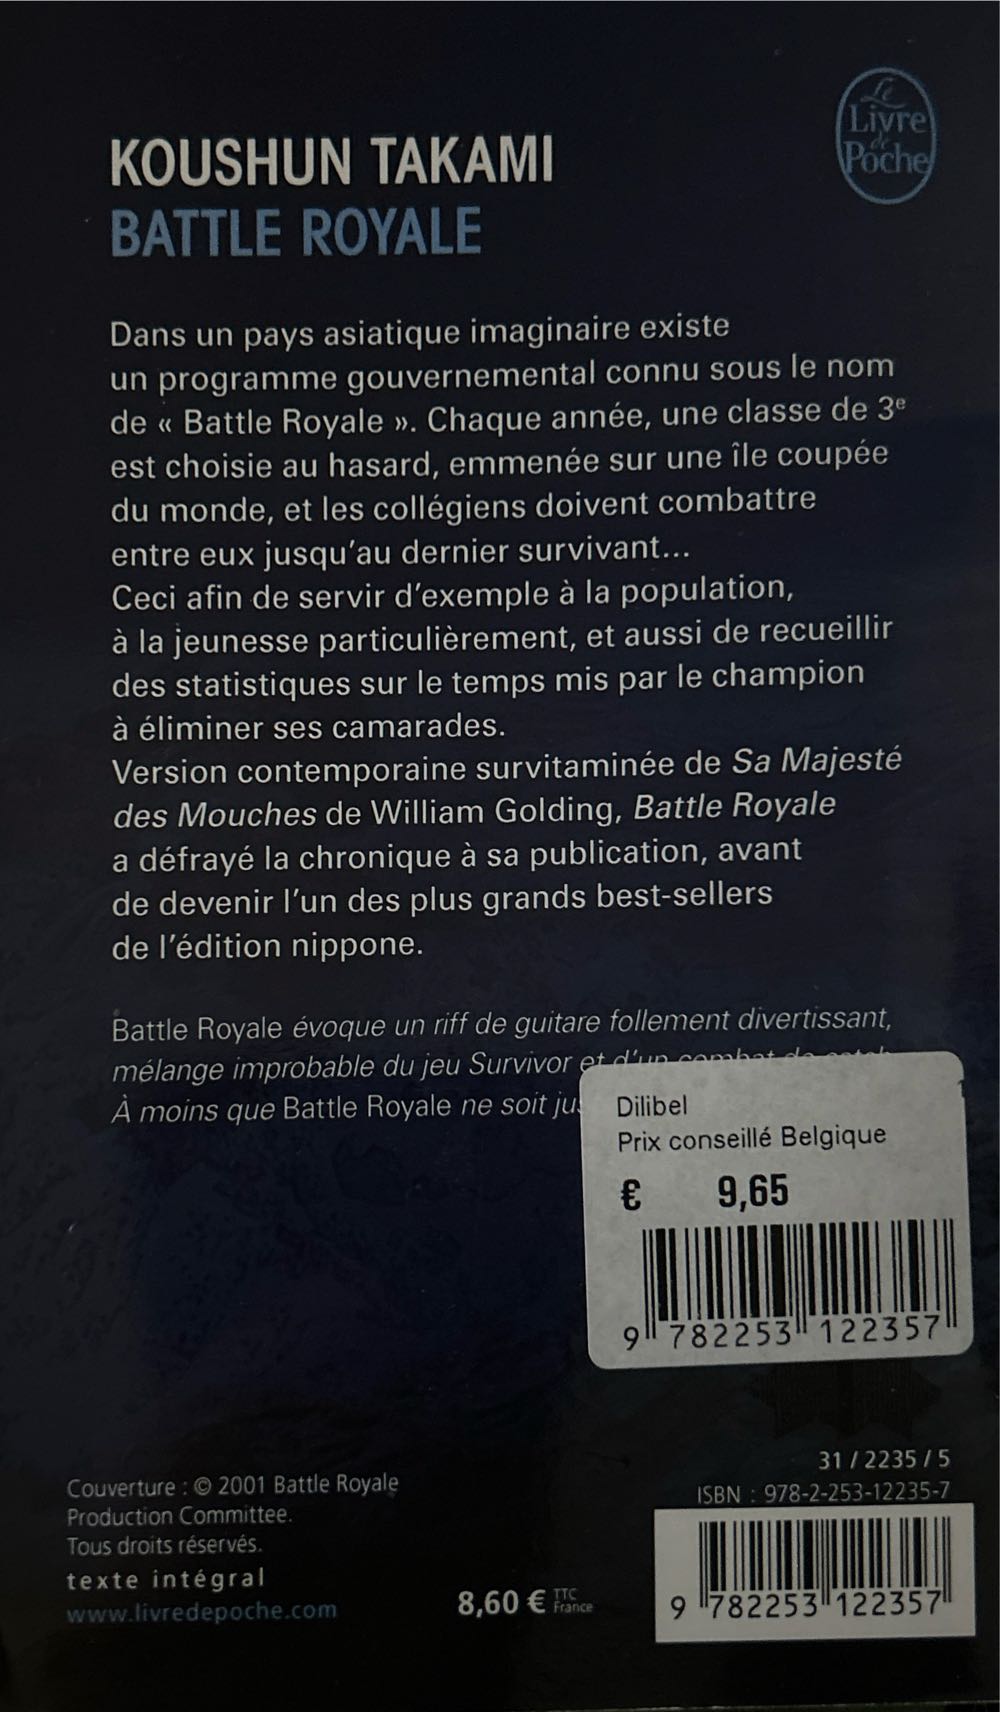 Le
Livre
de
Poche
KOUSHUN TAKAMI
BATTLE ROYALE
Dans un pays asiatique imaginaire existe
un programme gouvernemental connu sous le nom
de « Battle Royale ». Chaque année, une classe de 3e
est choisie au hasard, emmenée sur une île coupée
du monde, et les collégiens doivent combattre
entre eux jusqu'au dernier survivant...
Ceci afin de servir d'exemple à la population,
à la jeunesse particulièrement, et aussi de recueillir
des statistiques sur le temps mis par le champion
à éliminer ses camarades.
Version contemporaine survitaminée de Sa Majesté
des Mouches de William Golding, Battle Royale
a défrayé la chronique à sa publication, avant
de devenir l'un des plus grands best-sellers
de l'édition nippone.
Battle Royale évoque un riff de guitare follement divertissant,
mélange improbable du jeu Survivor et d'un combat de catch.
À moins que Battle Royale ne soit
Dilibel
Prix conseillé Belgique
€ 9,65
9 782253 122357
31 / 2235 / 5
ISBN : 978-2-253-12235-7
Couverture : © 2001 Battle Royale
Production Committee.
Tous droits réservés.
texte intégral
www.livredepoche.com
8,60 € TTC France
9 782253 122357